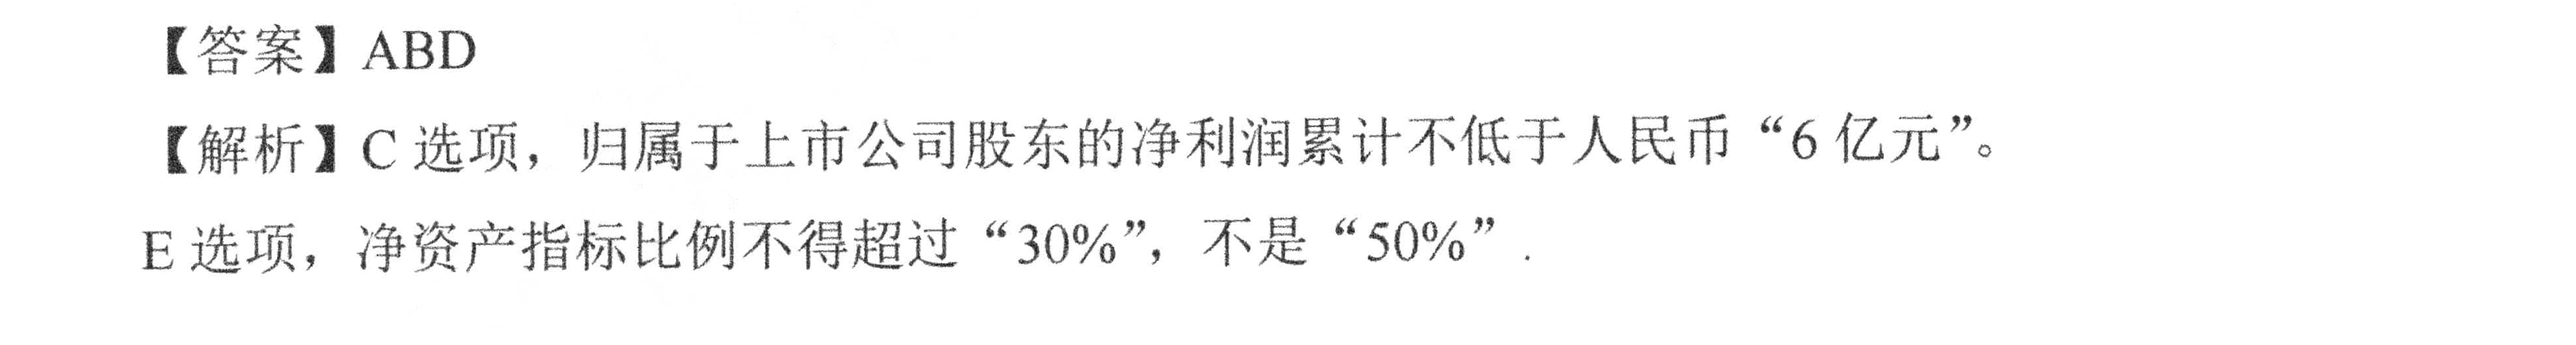 【答案】ABD
【解析】C 选项，归属于上市公司股东的净利润累计不低于人民币“6 亿元”。
E 选项，净资产指标比例不得超过“30%”，不是“50%”.